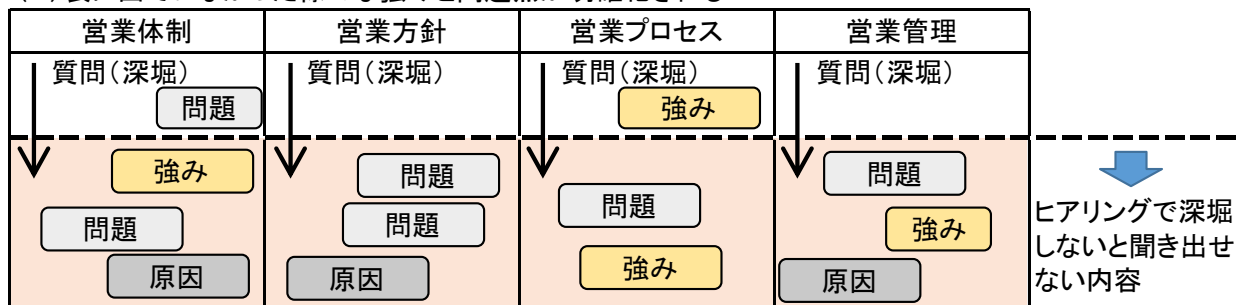 営業体制 営業方針 営業プロセス 営業管理
質問(深堀) 質問(深堀) 質問(深堀) 質問(深堀)
問題 強み
強み 問題 問題
問題 問題 問題 強み
原因 原因 強み 原因
ヒアリングで深堀
しないと聞き出せ
ない内容